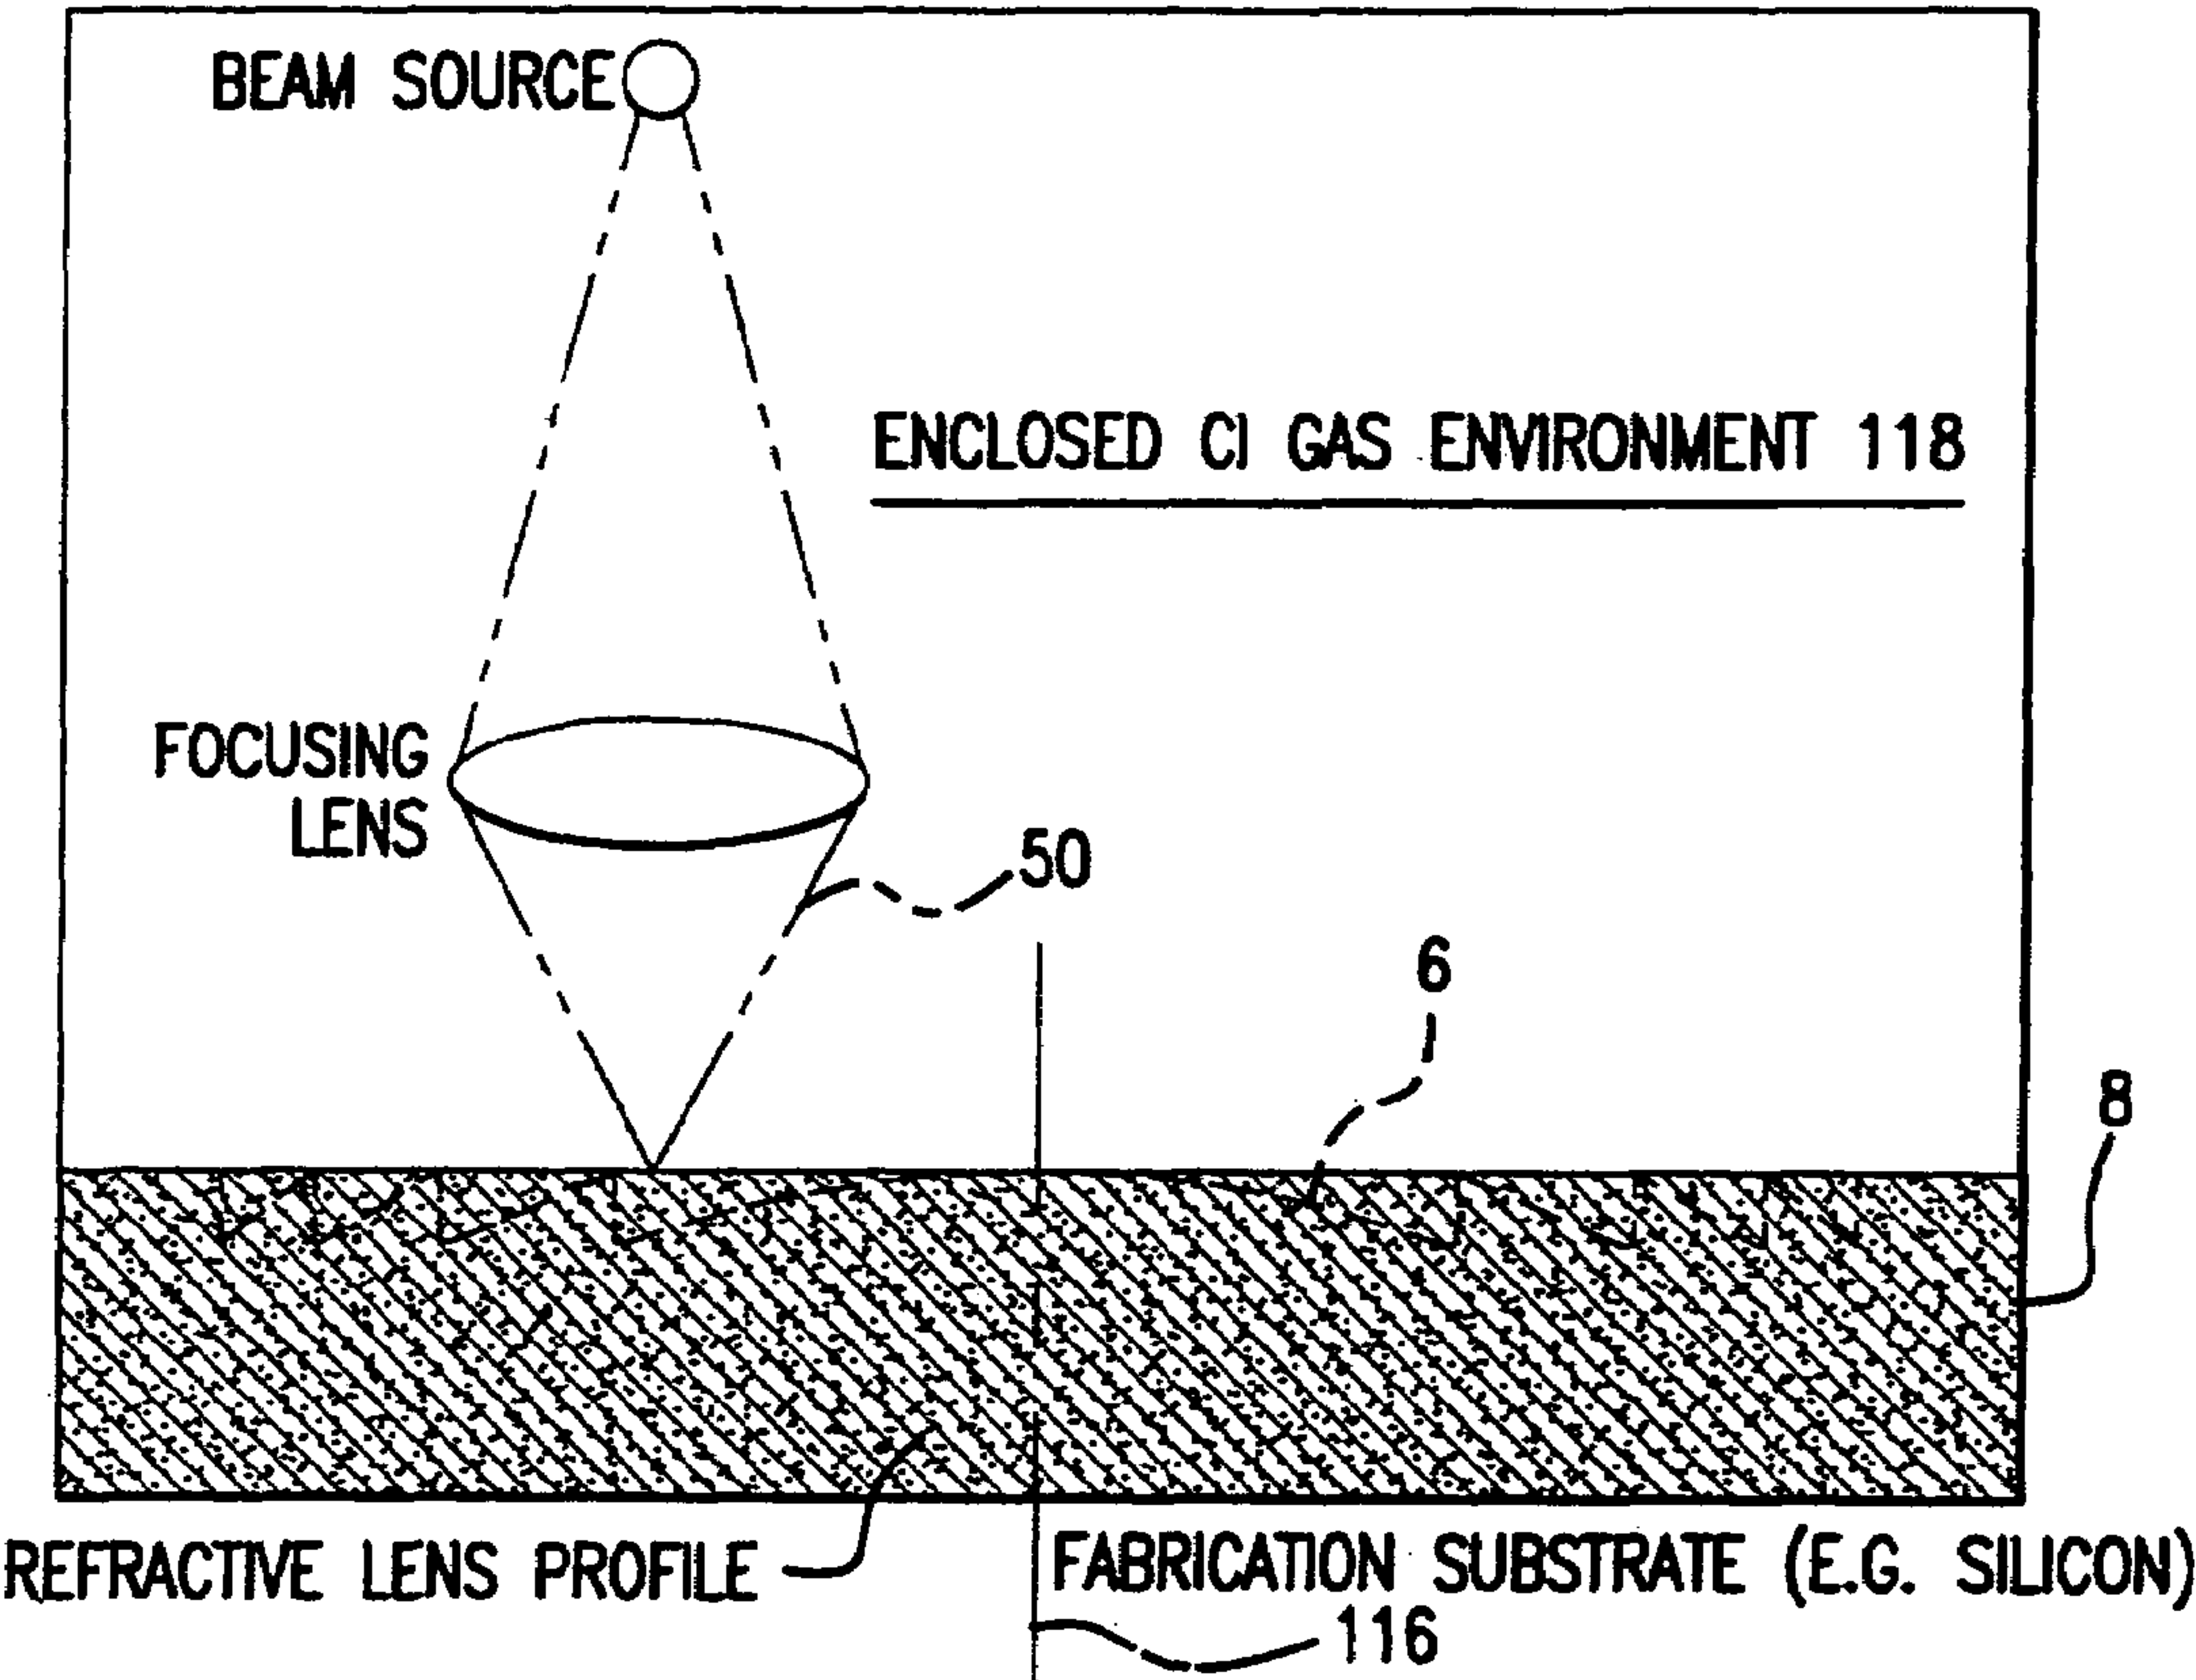 BEAM SOURCE
ENCLOSED Cl GAS ENVIRONMENT 118
FOCUSING
LENS
50
6
8
REFRACTIVE LENS PROFILE
FABRICATION SUBSTRATE (E.G. SILICON)
116